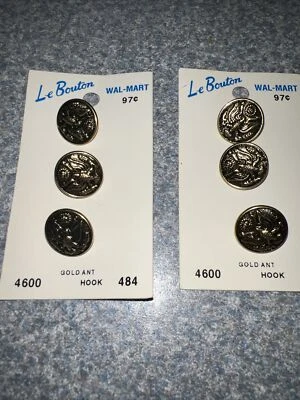 Le Bouton
WAL-MART
97¢
GOLD ANT
4600 HOOK 484
Le Bouton
WAL-MART
97¢
GOLD ANT
4600 HOOK